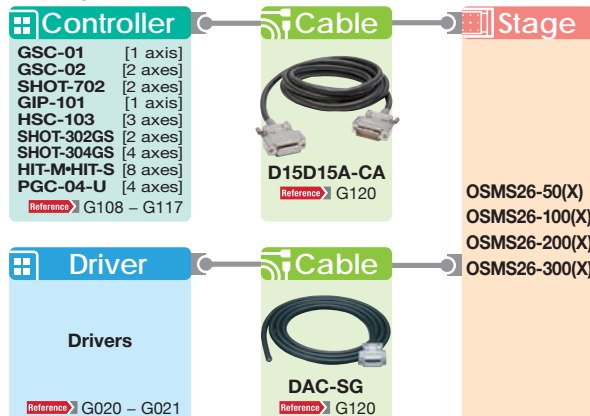 Controller
GSC-01 [1 axis]
GSC-02 [2 axes]
SHOT-702 [2 axes]
GIP-101 [1 axis]
HSC-103 [3 axes]
SHOT-302GS [2 axes]
SHOT-304GS [4 axes]
HIT-M•HIT-S [8 axes]
PGC-04-U [4 axes]
Reference G108 – G117
Cable
D15D15A-CA
Reference G120
Stage
OSMS26-50(X)
OSMS26-100(X)
OSMS26-200(X)
OSMS26-300(X)
Driver
Drivers
Reference G020 – G021
Cable
DAC-SG
Reference G120